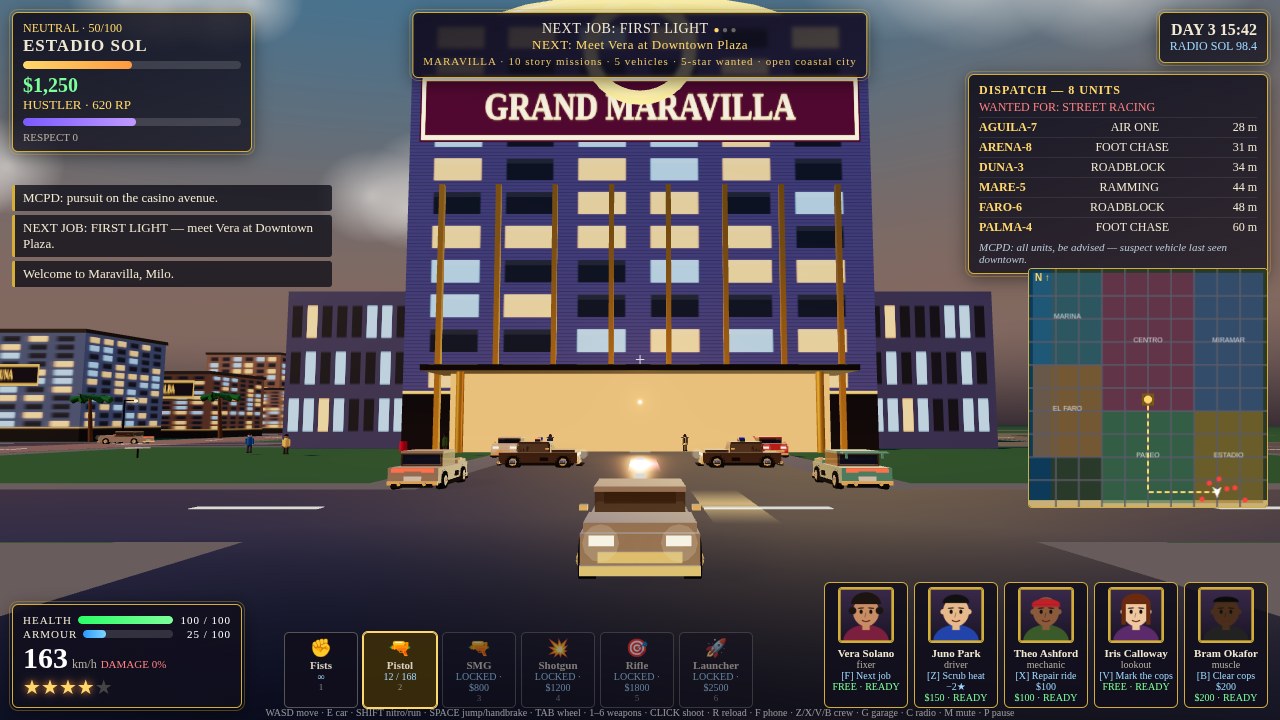 NEUTRAL · 50/100
ESTADIO SOL
$1,250
HUSTLER · 620 RP
RESPECT 0
NEXT JOB: FIRST LIGHT
NEXT: Meet Vera at Downtown Plaza
MARAVILLA · 10 story missions · 5 vehicles · 5-star wanted · open coastal city
DAY 3 15:42
RADIO SOL 98.4
DISPATCH — 8 UNITS
WANTED FOR: STREET RACING
AGUILA-7 AIR ONE 28 m
ARENA-8 FOOT CHASE 31 m
DUNA-3 ROADBLOCK 34 m
MARE-5 RAMMING 44 m
FARO-6 ROADBLOCK 48 m
PALMA-4 FOOT CHASE 60 m
MCPD: all units, be advised — suspect vehicle last seen
downtown.
GRAND MARAVILLA
MCPD: pursuit on the casino avenue.
NEXT JOB: FIRST LIGHT — meet Vera at Downtown
Plaza.
Welcome to Maravilla, Milo.
N ↑
MARINA
CENTRO
MIRAMAR
EL FARO
PASEO
ESTADIO
HEALTH 100 / 100
ARMOUR 25 / 100
163 km/h DAMAGE 0%
★★★★★
Fists
∞
1
Pistol
12 / 168
2
SMG
LOCKED ·
$800
3
Shotgun
LOCKED ·
$1200
4
Rifle
LOCKED ·
$1800
5
Launcher
LOCKED ·
$2500
6
Vera Solano
fixer
[F] Next job
FREE · READY
Juno Park
driver
[Z] Scrub heat
−2★
$150 · READY
Theo Ashford
mechanic
[X] Repair ride
$100
$100 · READY
Iris Calloway
lookout
[V] Mark the cops
FREE · READY
Bram Okafor
muscle
[B] Clear cops
$200
$200 · READY
WASD move · E car · SHIFT nitro/run · SPACE jump/handbrake · TAB wheel · 1–6 weapons · CLICK shoot · R reload · F phone · Z/X/V/B crew · G garage · C radio · M mute · P pause